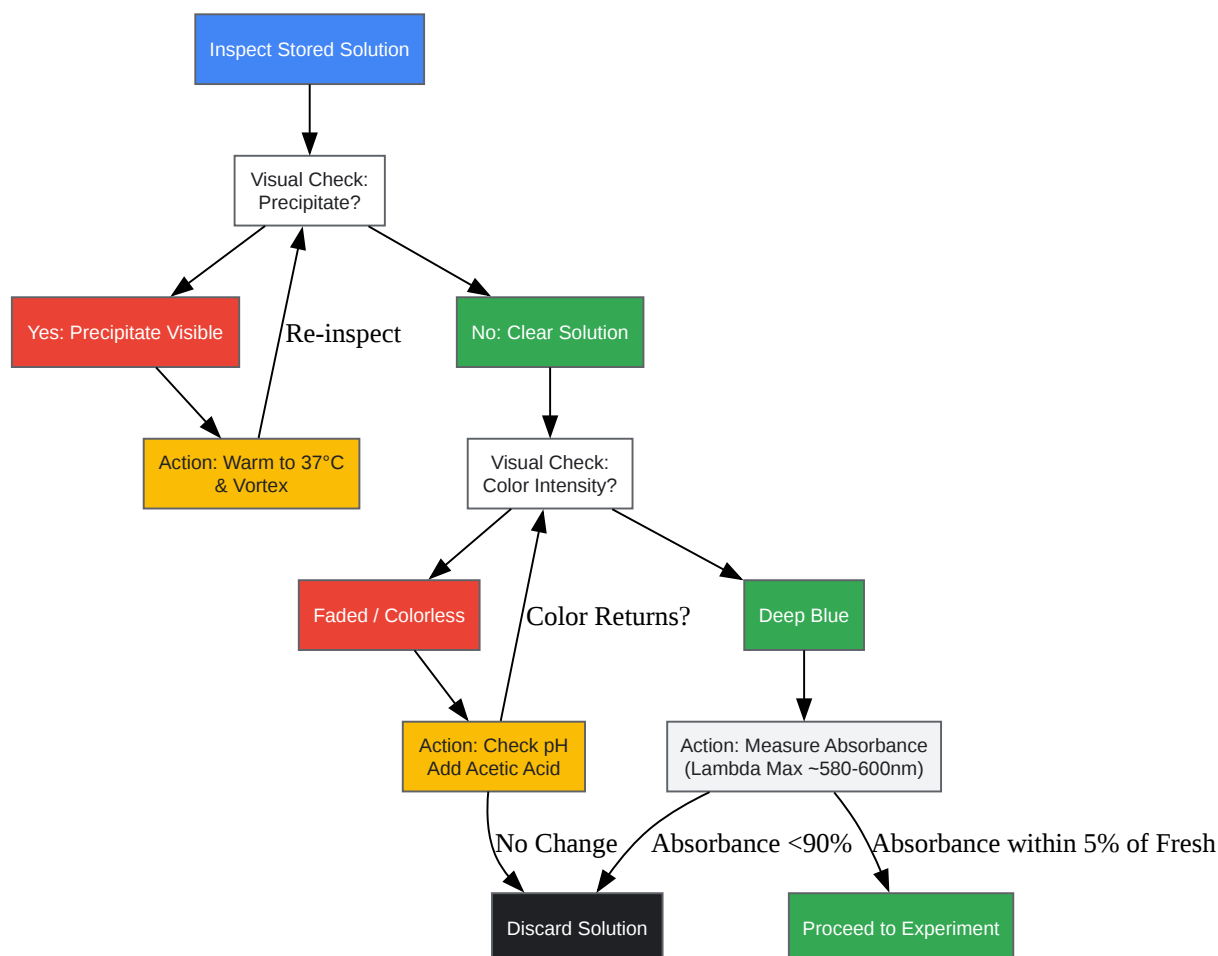 Inspect Stored Solution
Visual Check:
Precipitate?
Yes: Precipitate Visible
Re-inspect
No: Clear Solution
Action: Warm to 37°C
& Vortex
Visual Check:
Color Intensity?
Faded / Colorless
Color Returns?
Deep Blue
Action: Check pH
Add Acetic Acid
Action: Measure Absorbance
(Lambda Max ~580-600nm)
No Change
Absorbance <90%
Absorbance within 5% of Fresh
Discard Solution
Proceed to Experiment